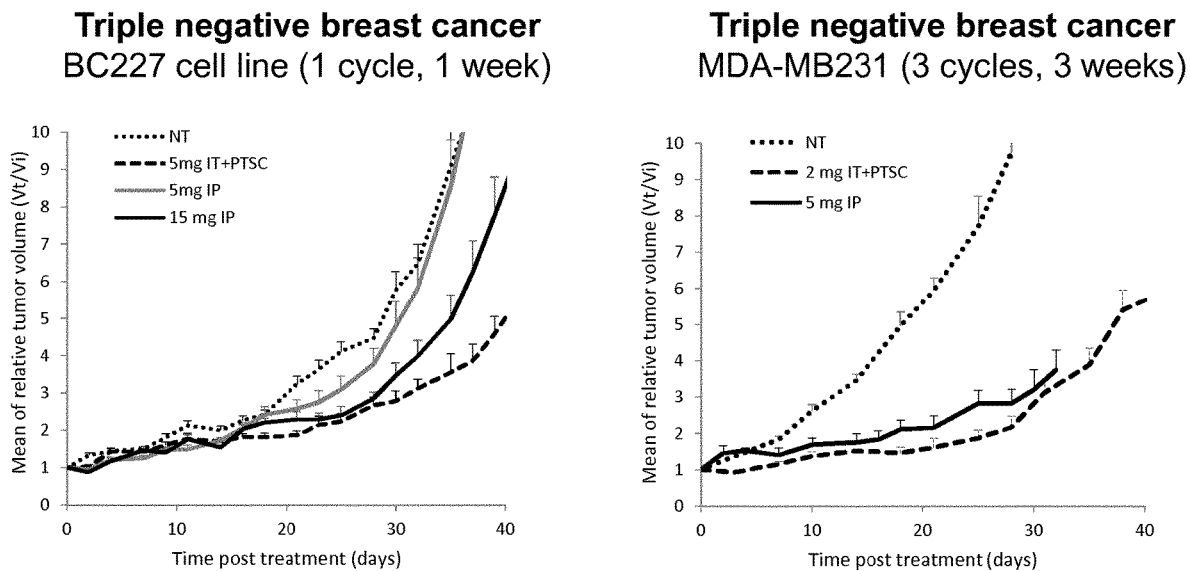 Triple negative breast cancer
BC227 cell line (1 cycle, 1 week)
Mean of relative tumor volume (Vt/Vi)
10
9
8
7
6
5
4
3
2
1
0
NT
5mg IT+PTSC
5mg IP
15 mg IP
0
10
20
30
40
Time post treatment (days)
Triple negative breast cancer
MDA-MB231 (3 cycles, 3 weeks)
Mean of relative tumor volume (Vt/Vi)
10
9
8
7
6
5
4
3
2
1
0
NT
2 mg IT+PTSC
5 mg IP
0
10
20
30
40
Time post treatment (days)